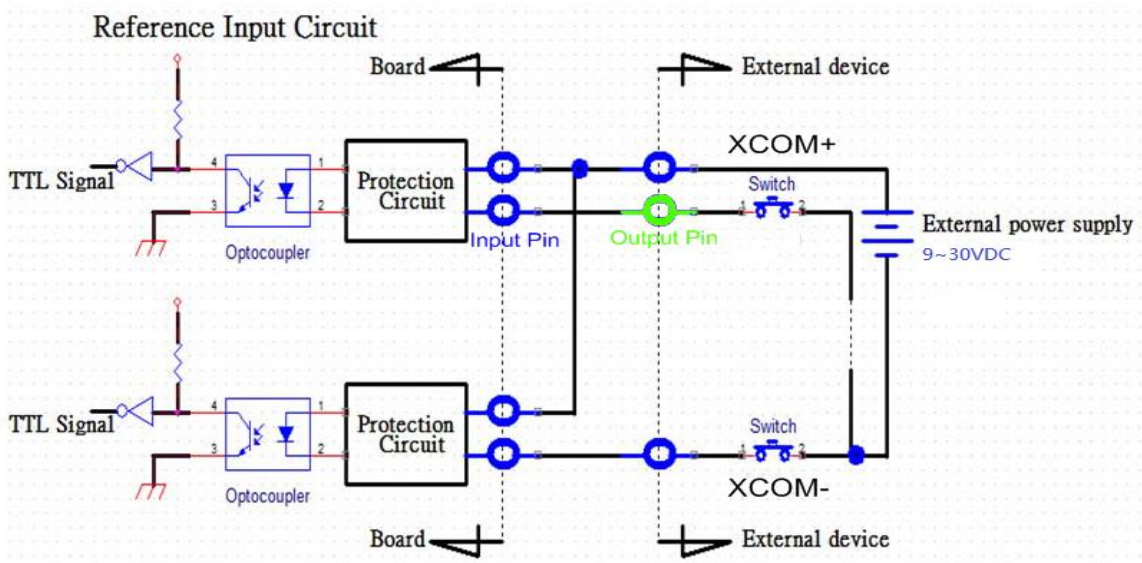 Reference Input Circuit
Board
External device
XCOM+
TTL Signal
4
3
1
2
Optocoupler
Protection
Circuit
Input Pin
Output Pin
Switch
1
2
External power supply
9~30VDC
TTL Signal
4
3
1
2
Optocoupler
Protection
Circuit
Switch
1
2
XCOM-
Board
External device